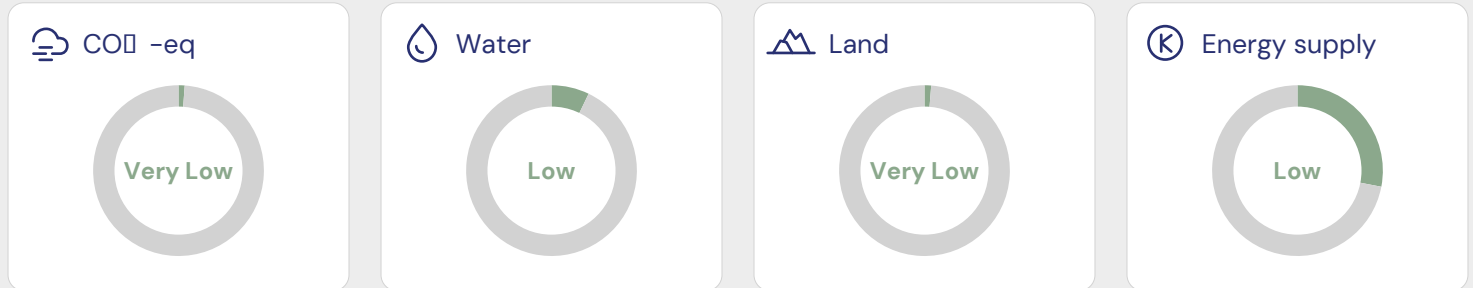 CO▯ -eq
Very Low
Water
Low
Land
Very Low
Energy supply
Low